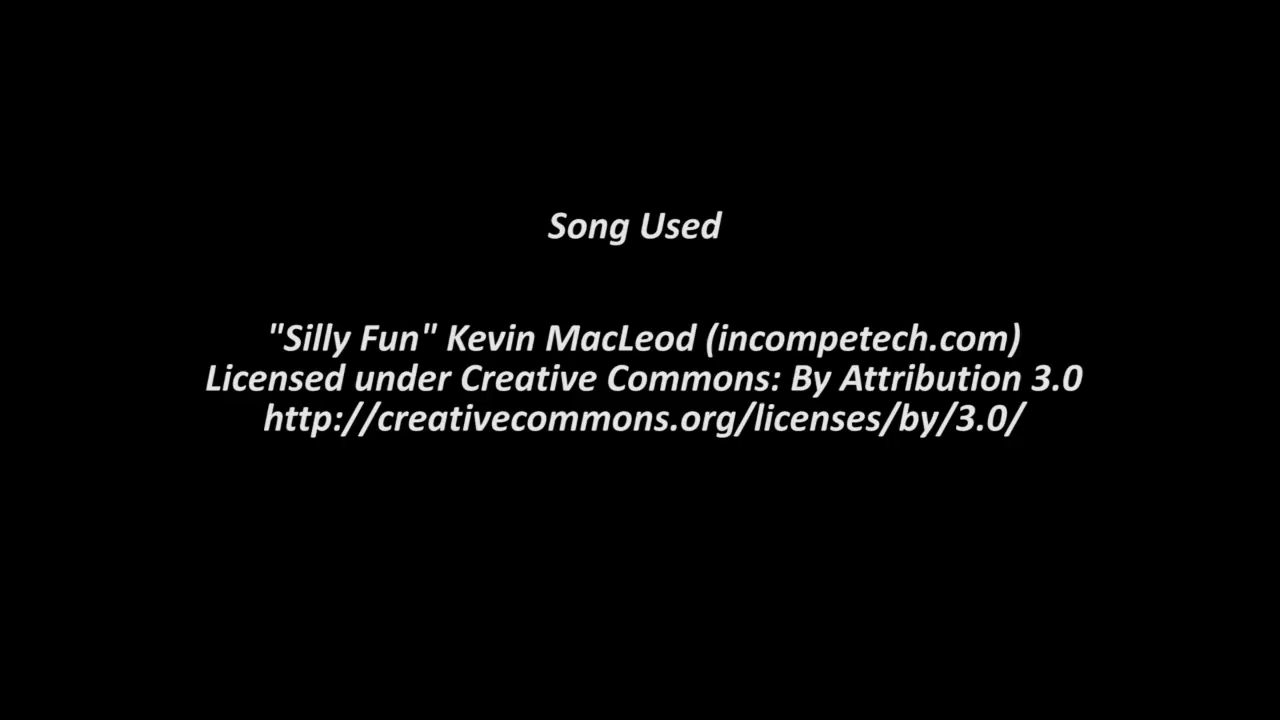 Song Used
"Silly Fun" Kevin MacLeod (incompetech.com)
Licensed under Creative Commons: By Attribution 3.0
http://creativecommons.org/licenses/by/3.0/